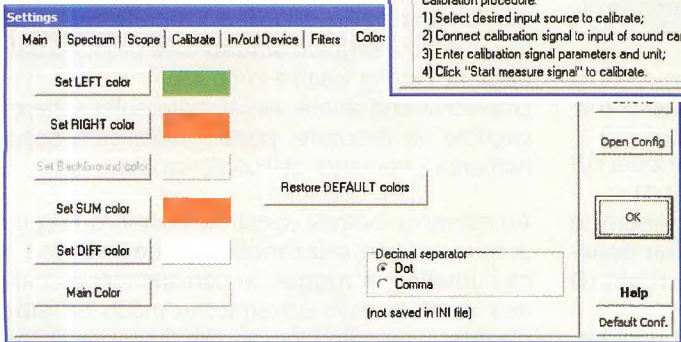 Settings
Main Spectrum Scope Calibrate In/out Device Filters Color
Calibration procedure:
1) Select desired input source to calibrate;
2) Connect calibration signal to input of sound car
3) Enter calibration signal parameters and unit;
4) Click "Start measure signal" to calibrate.
Set LEFT color
Set RIGHT color
Set BackGround color
Set SUM color
Set DIFF color
Main Color
Restore DEFAULT colors
Decimal separator
Dot
Comma
(not saved in INI file)
Open Config
OK
Help
Default Conf.